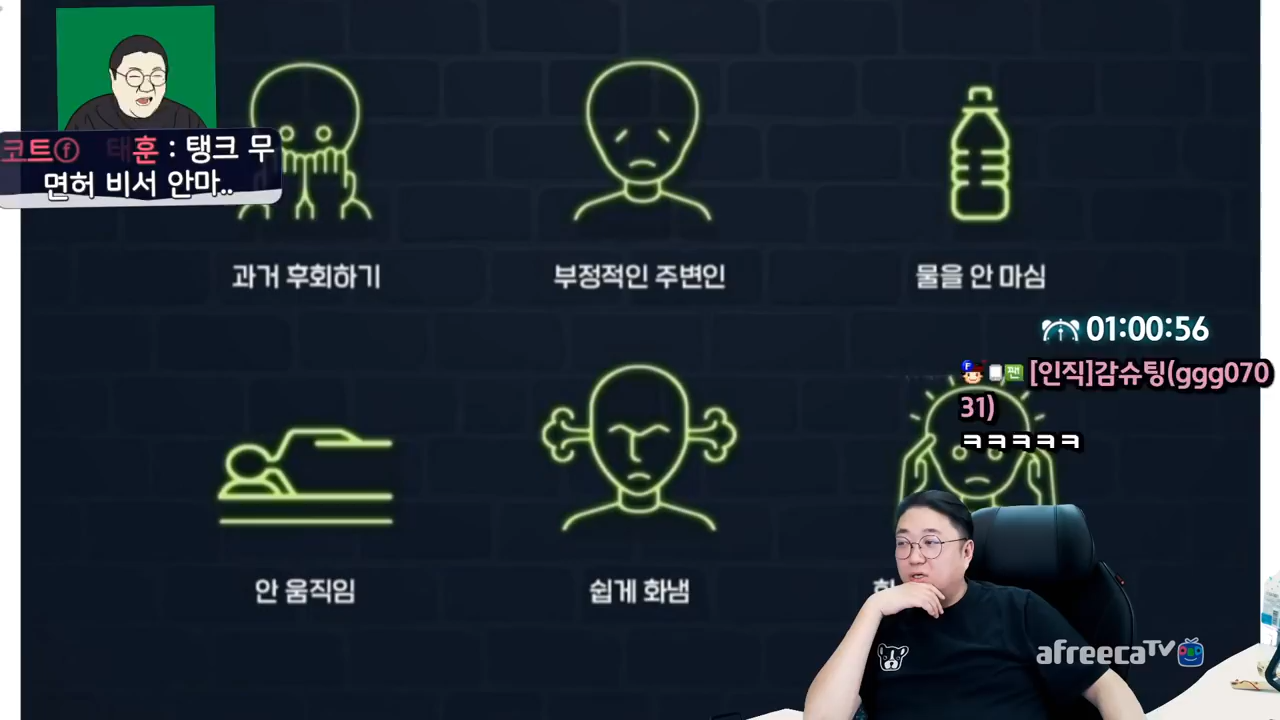 코트ⓕ 태훈 : 탱크 무
면허 비서 안마..
과거 후회하기
부정적인 주변인
물을 안 마심
01:00:56
F 팬 [인직]감슈팅(ggg070
31)
ㅋㅋㅋㅋㅋ
안 움직임
쉽게 화냄
afreecaTV